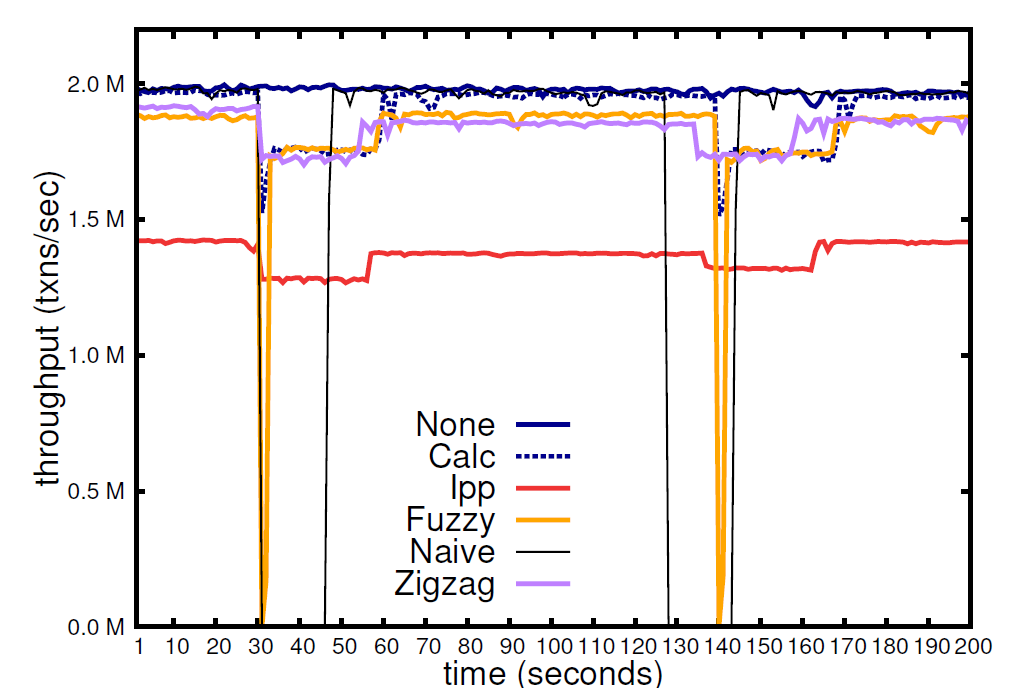 2.0 M
1.5 M
1.0 M
0.5 M
0.0 M
throughput (txns/sec)
None
Calc
Ipp
Fuzzy
Naive
Zigzag
1 10 20 30 40 50 60 70 80 90 100 110 120 130 140 150 160 170 180 190 200
time (seconds)